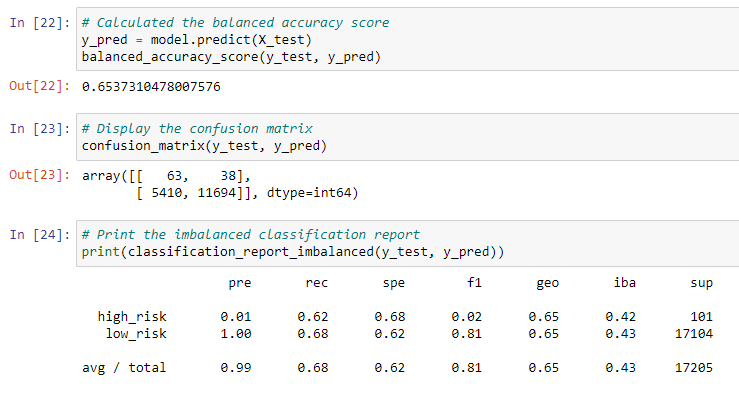 In [22]: # Calculated the balanced accuracy score
y_pred = model.predict(X_test)
balanced_accuracy_score(y_test, y_pred)
Out[22]: 0.6537310478007576
In [23]: # Display the confusion matrix
confusion_matrix(y_test, y_pred)
Out[23]: array([[   63,    38],
       [ 5410, 11694]], dtype=int64)
In [24]: # Print the imbalanced classification report
print(classification_report_imbalanced(y_test, y_pred))
pre rec spe f1 geo iba sup
high_risk 0.01 0.62 0.68 0.02 0.65 0.42 101
low_risk 1.00 0.68 0.62 0.81 0.65 0.43 17104
avg / total 0.99 0.68 0.62 0.81 0.65 0.43 17205